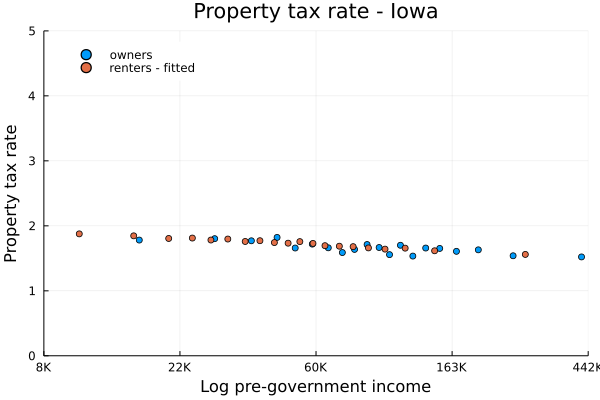 Property tax rate - Iowa
5
owners
renters - fitted
4
3
2
1
0
Property tax rate
8K 22K 60K 163K 442K
Log pre-government income